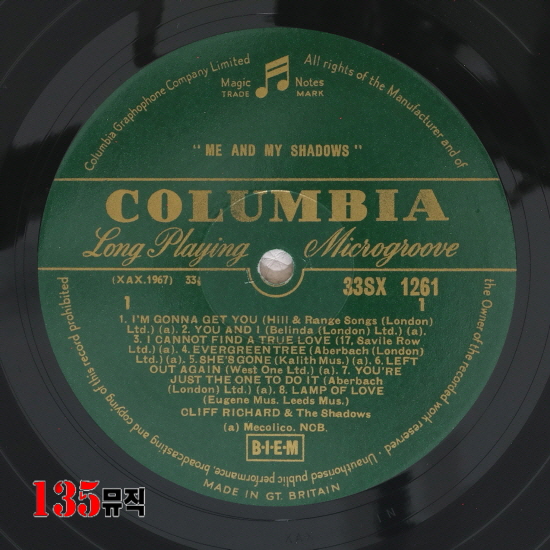 Columbia Graphophone Company Limited
All rights of the Manufacturer and of
the Owner of the recorded work reserved · Unauthorised public performance, broadcasting and copying of this record prohibited
Magic Notes
TRADE MARK
"ME AND MY SHADOWS"
COLUMBIA
Long Playing Microgroove
(XAX.1967) 33⅓
33SX 1261
1 1
1. I'M GONNA GET YOU (Hill & Range Songs (London)
Ltd.) (a). 2. YOU AND I (Belinda (London) Ltd.) (a).
3. I CANNOT FIND A TRUE LOVE (17, Savile Row
Ltd.) (a). 4. EVERGREEN TREE (Aberbach (London)
Ltd.) (a). 5. SHE'S GONE (Kalith Mus.) (a). 6. LEFT
OUT AGAIN (West One Ltd.) (a). 7. YOU'RE
JUST THE ONE TO DO IT (Aberbach
(London) Ltd.) (a). 8. LAMP OF LOVE
(Eugene Mus. Leeds Mus.)
CLIFF RICHARD & The Shadows
(a) Mecolico. NCB.
B·I·E·M
MADE IN GT. BRITAIN
135뮤직